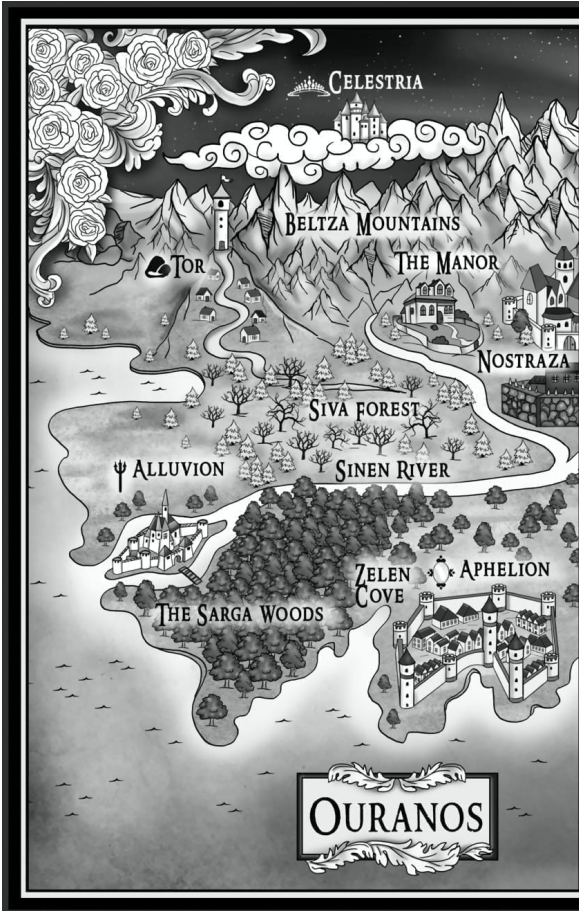 CELESTRIA
BELTZA MOUNTAINS
TOR
THE MANOR
NOSTRAZA
SIVA FOREST
ALLUVION
SINEN RIVER
ZELEN
COVE
APHELION
THE SARGA WOODS
OURANOS